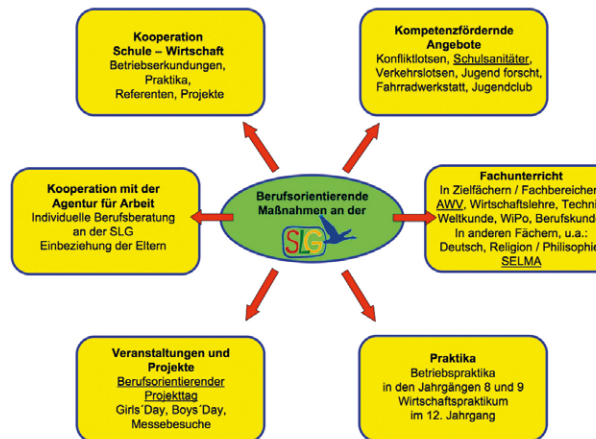 Kooperation
Schule – Wirtschaft
Betriebserkundungen,
Praktika,
Referenten, Projekte
Kompetenzfördernde
Angebote
Konfliktlotsen, Schulsanitäter,
Verkehrslotsen, Jugend forscht,
Fahrradwerkstatt, Jugendclub
Kooperation mit der
Agentur für Arbeit
Individuelle Berufsberatung
an der SLG
Einbeziehung der Eltern
Berufsorientierende
Maßnahmen an der
SLG
Fachunterricht
In Zielfächern / Fachbereichen
AWV, Wirtschaftslehre, Techni
Weltkunde, WiPo, Berufskunde
In anderen Fächern, u.a.:
Deutsch, Religion / Philisophie
SELMA
Veranstaltungen und
Projekte
Berufsorientierender
Projekttag
Girls´Day, Boys´Day,
Messebesuche
Praktika
Betriebspraktika
in den Jahrgängen 8 und 9
Wirtschaftspraktikum
im 12. Jahrgang